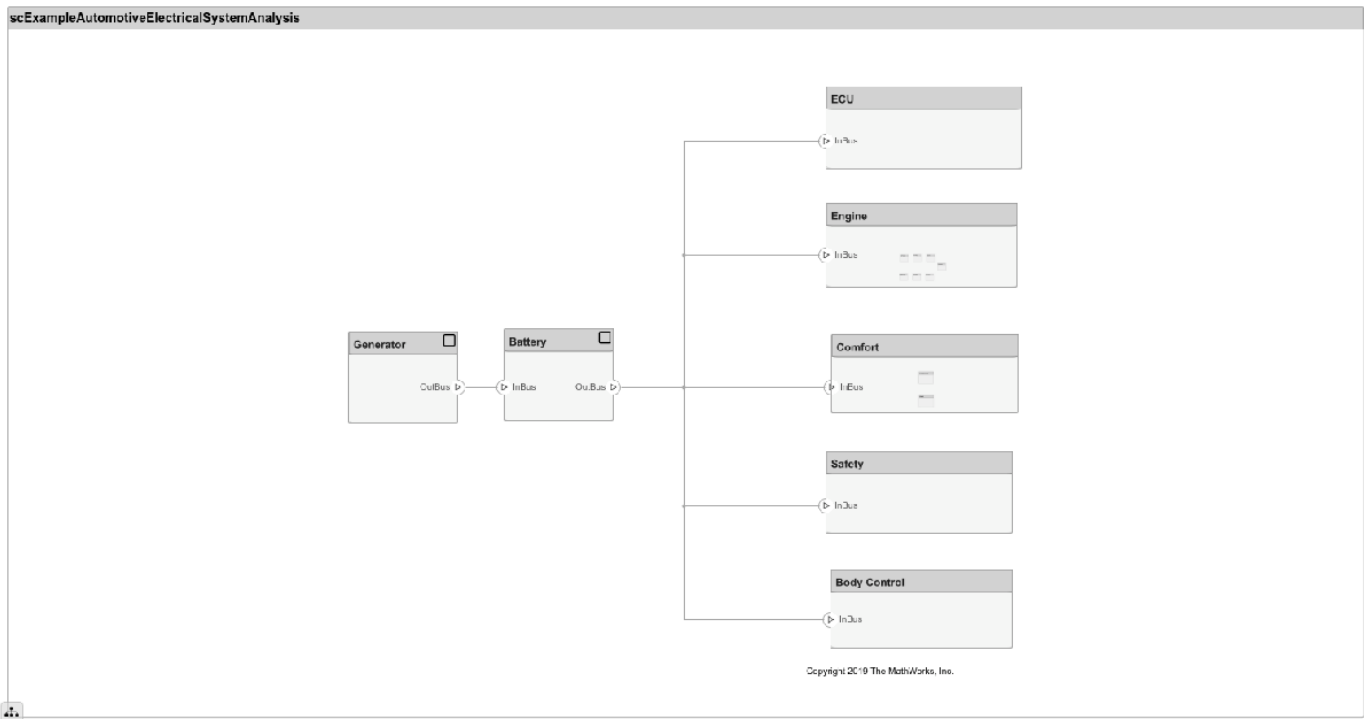 scExampleAutomotiveElectricalSystemAnalysis
ECU
InBus
Engine
InBus
Generator
OutBus
Battery
InBus
OutBus
Comfort
InBus
Safety
InBus
Body Control
InBus
Copyright 2019 The MathWorks, Inc.